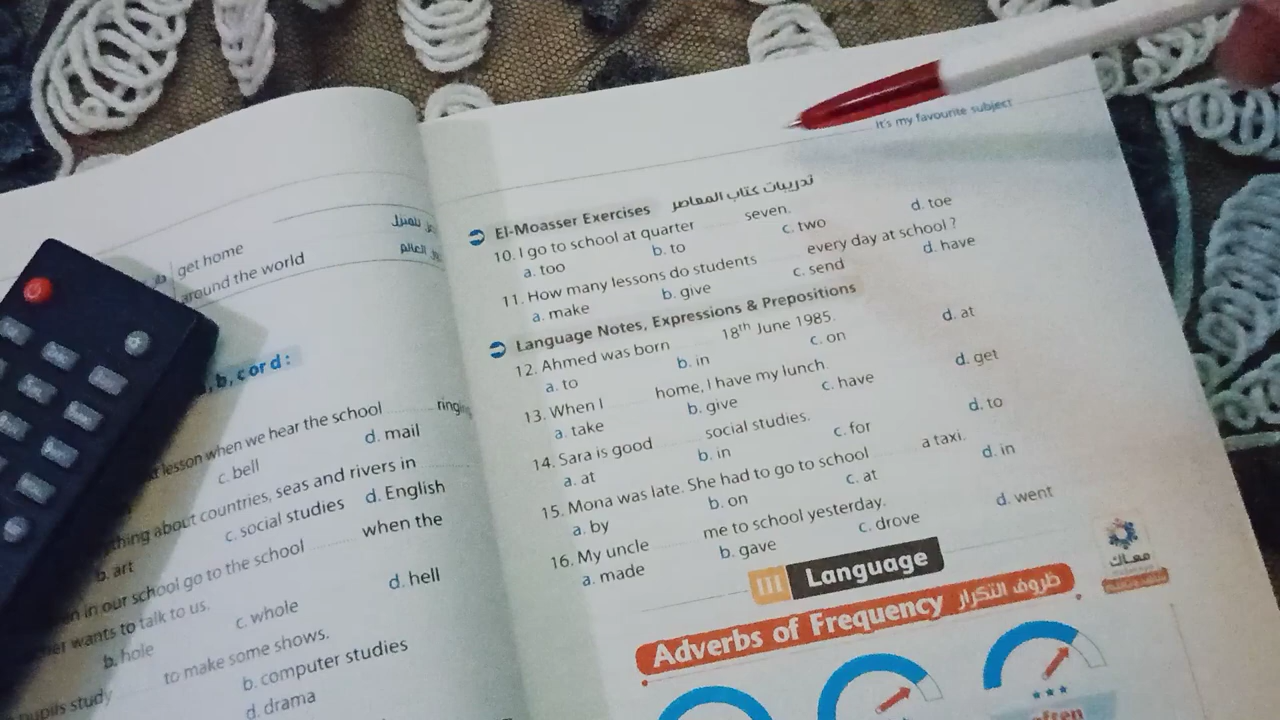 get home
around the world
العالم
, b, c or d :
lesson when we hear the school ringing
c. bell d. mail
thing about countries, seas and rivers in
b. art c. social studies d. English
in our school go to the school when the
wants to talk to us.
b. hole c. whole d. hell
Pupils study to make some shows.
b. computer studies
d. drama
It's my favourite subject
El-Moasser Exercises تدريبات كتاب المعاصر
10. I go to school at quarter seven.
a. too b. to c. two d. toe
11. How many lessons do students every day at school ?
a. make b. give c. send d. have
Language Notes, Expressions & Prepositions
12. Ahmed was born 18th June 1985.
a. to b. in c. on d. at
13. When I home, I have my lunch.
a. take b. give c. have d. get
14. Sara is good social studies.
a. at b. in c. for d. to
15. Mona was late. She had to go to school a taxi.
a. by b. on c. at d. in
16. My uncle me to school yesterday.
a. made b. gave c. drove d. went
معاك
III Language
Adverbs of Frequency ظروف التكرار
often